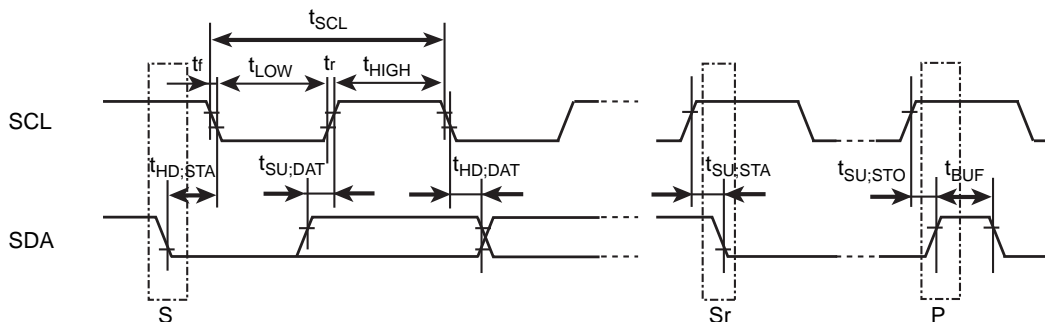 tSCL
tf tLOW tr tHIGH
SCL
tHD;STA tSU;DAT tHD;DAT tSU;STA tSU;STO tBUF
SDA
S Sr P